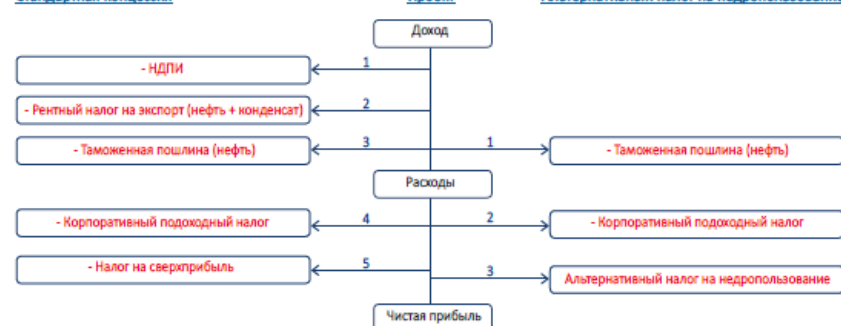 Доход
- НДПИ
1
- Рентный налог на экспорт (нефть + конденсат)
2
- Таможенная пошлина (нефть)
3
1
- Таможенная пошлина (нефть)
Расходы
- Корпоративный подоходный налог
4
2
- Корпоративный подоходный налог
- Налог на сверхприбыль
5
3
Альтернативный налог на недропользование
Чистая прибыль